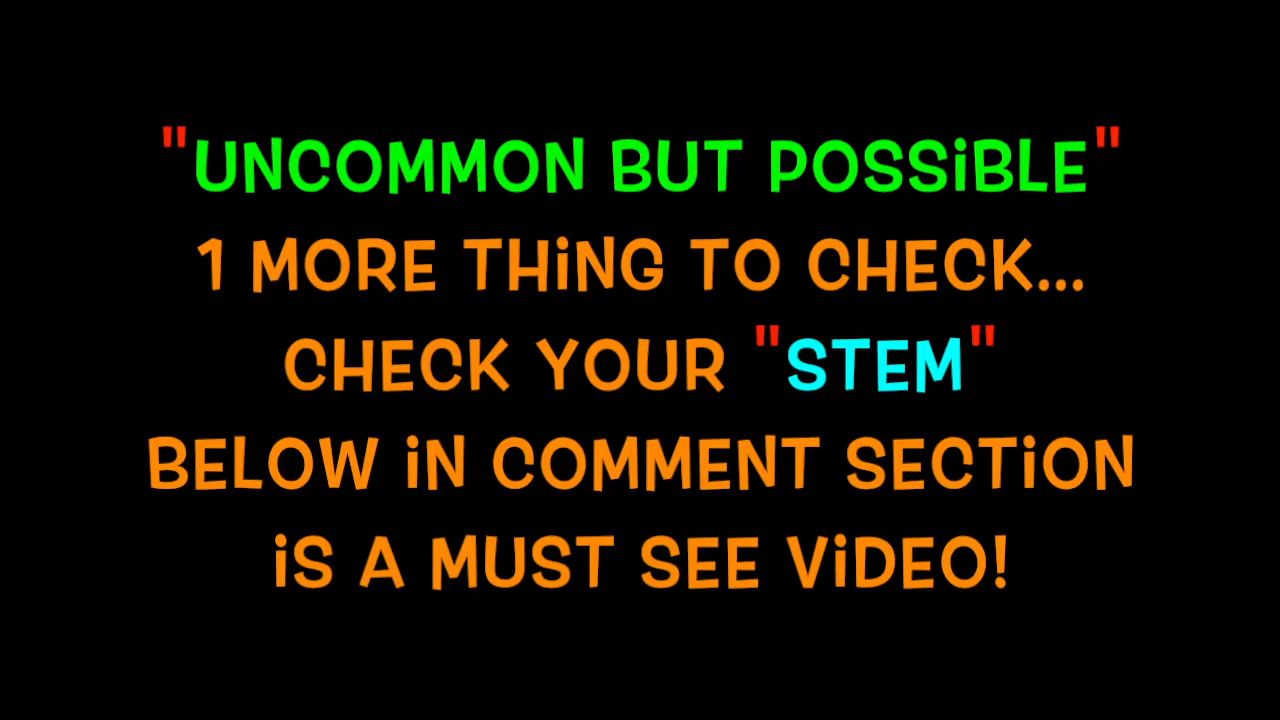 "UNCOMMON BUT POSSiBLE"
1 MORE THiNG TO CHECK...
CHECK YOUR "STEM"
BELOW iN COMMENT SECTiON
iS A MUST SEE ViDEO!